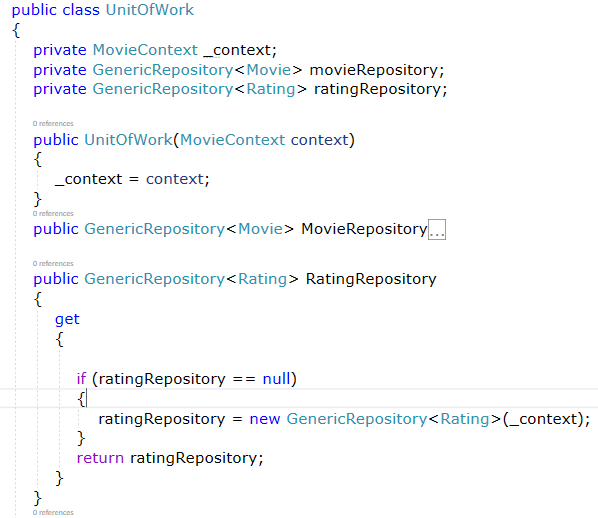 public class UnitOfWork
{
private MovieContext _context;
private GenericRepository<Movie> movieRepository;
private GenericRepository<Rating> ratingRepository;
0 references
public UnitOfWork(MovieContext context)
{
_context = context;
}
0 references
public GenericRepository<Movie> MovieRepository...
0 references
public GenericRepository<Rating> RatingRepository
{
get
{
if (ratingRepository == null)
{
ratingRepository = new GenericRepository<Rating>(_context);
}
return ratingRepository;
}
}
0 references